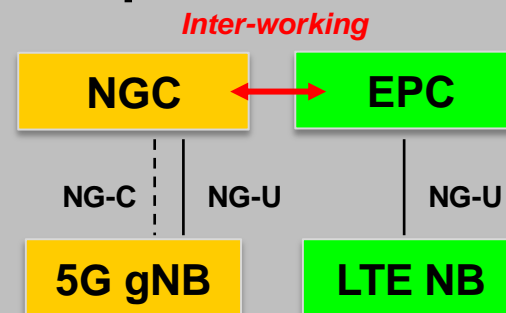 Inter-working
NGC
EPC
NG-C
NG-U
NG-U
5G gNB
LTE NB